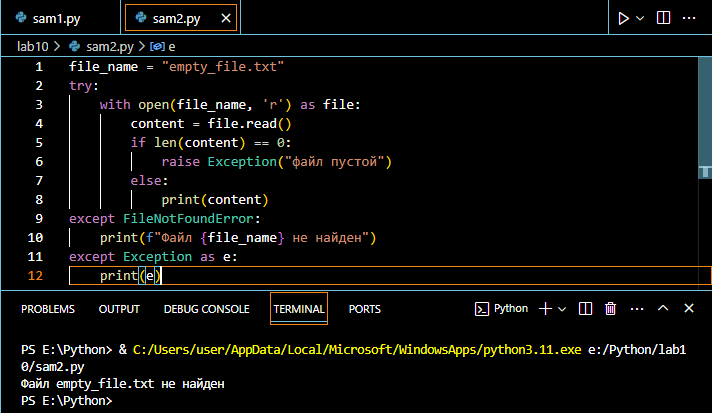 sam1.py sam2.py
lab10 > sam2.py > e
1 file_name = "empty_file.txt"
2 try:
3 with open(file_name, 'r') as file:
4 content = file.read()
5 if len(content) == 0:
6 raise Exception("файл пустой")
7 else:
8 print(content)
9 except FileNotFoundError:
10 print(f"Файл {file_name} не найден")
11 except Exception as e:
12 print(e)
PROBLEMS OUTPUT DEBUG CONSOLE TERMINAL PORTS Python
PS E:\Python> & C:/Users/user/AppData/Local/Microsoft/WindowsApps/python3.11.exe e:/Python/lab1
0/sam2.py
Файл empty_file.txt не найден
PS E:\Python>